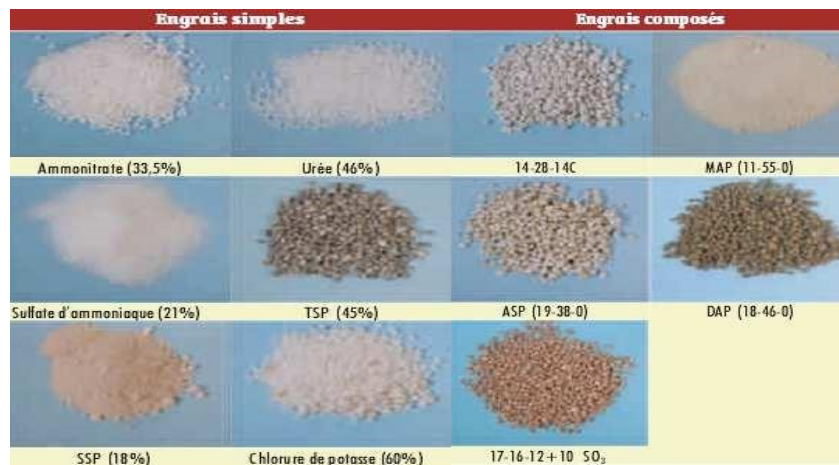 Engrais simples Engrais composés
Ammonitrate (33,5%) Urée (46%) 14-28-14C MAP (11-55-0)
Sulfate d'ammoniaque (21%) TSP (45%) ASP (19-38-0) DAP (18-46-0)
SSP (18%) Chlorure de potasse (60%) 17-16-12+10 SO₃